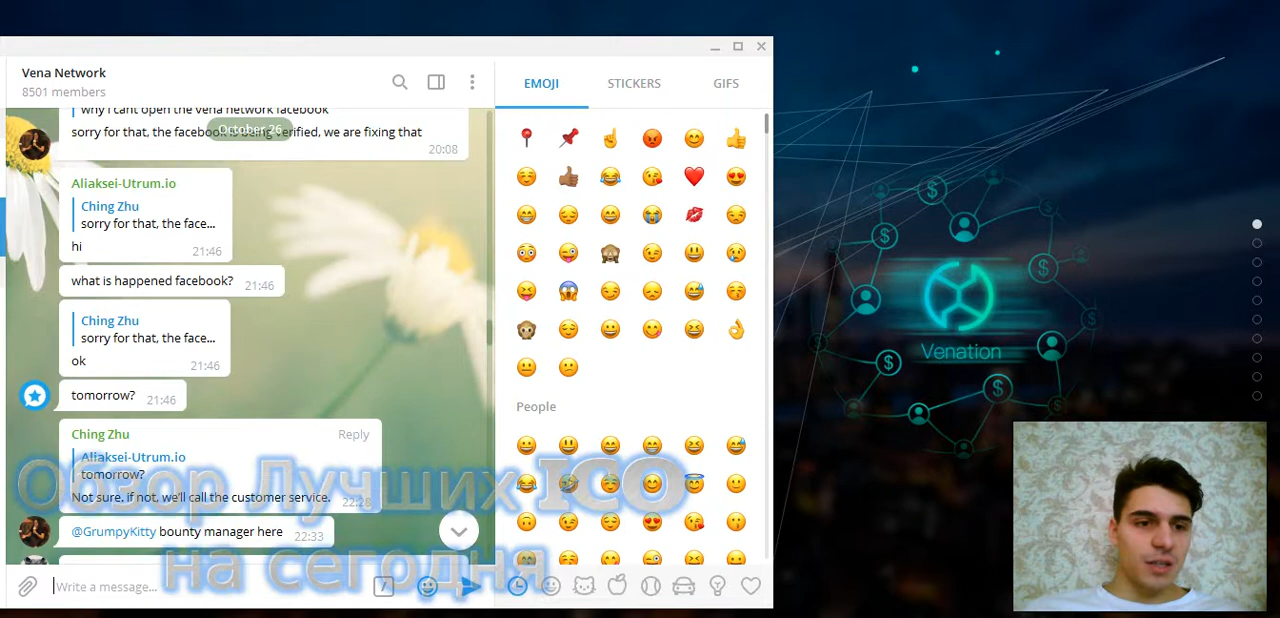 Vena Network
8501 members
why i cant open the vena network facebook
October 26
sorry for that, the facebook is being verified, we are fixing that
20:08
Aliaksei-Utrum.io
Ching Zhu
sorry for that, the face...
hi
21:46
what is happened facebook?
21:46
Ching Zhu
sorry for that, the face...
ok
21:46
tomorrow?
21:46
Ching Zhu
Reply
Aliaksei-Utrum.io
tomorrow?
Not sure, if not, we'll call the customer service.
22:28
@GrumpyKitty bounty manager here
22:33
Write a message...
EMOJI
STICKERS
GIFS
People
Venation
Обзор Лучших ICO
на сегодня